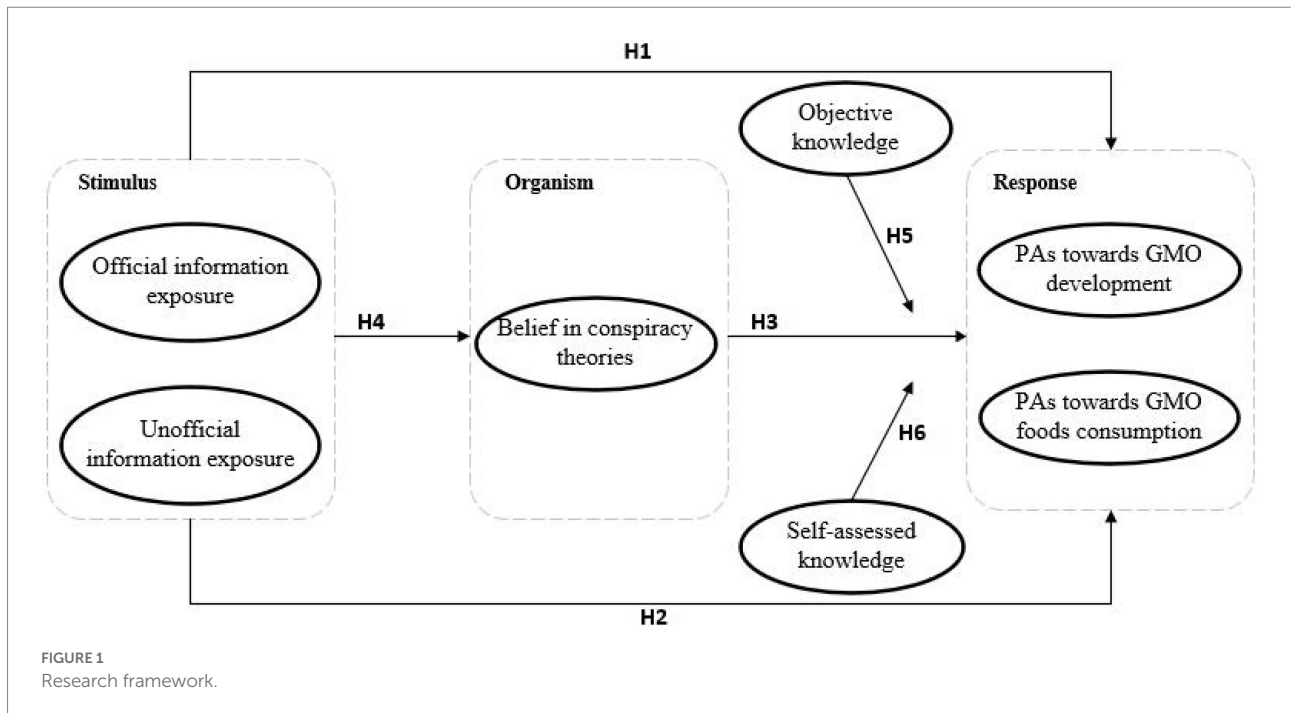 H1
Objective
knowledge
Stimulus
Organism
Response
Official information
exposure
H5
PAs towards GMO
development
H4
Belief in conspiracy
theories
H3
Unofficial
information exposure
H6
PAs towards GMO
foods consumption
Self-assessed
knowledge
H2
FIGURE 1
Research framework.